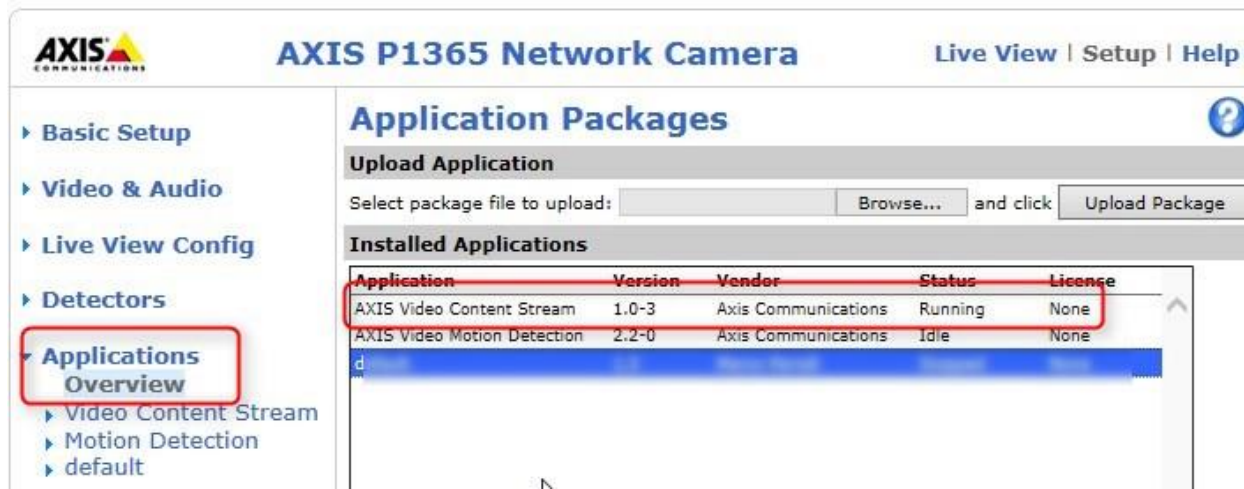 AXIS
COMMUNICATIONS
AXIS P1365 Network Camera
Live View | Setup | Help
Basic Setup
Video & Audio
Live View Config
Detectors
Applications
Overview
Video Content Stream
Motion Detection
default
Application Packages
Upload Application
Select package file to upload: Browse... and click Upload Package
Installed Applications
Application Version Vendor Status License
AXIS Video Content Stream 1.0-3 Axis Communications Running None
AXIS Video Motion Detection 2.2-0 Axis Communications Idle None